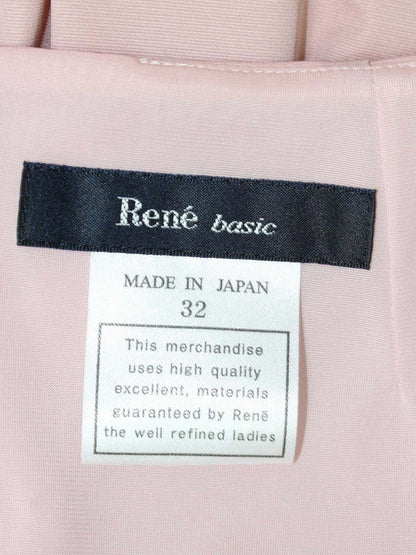 René basic
MADE IN JAPAN
32
This merchandise
uses high quality
excellent, materials
guaranteed by René
the well refined ladies